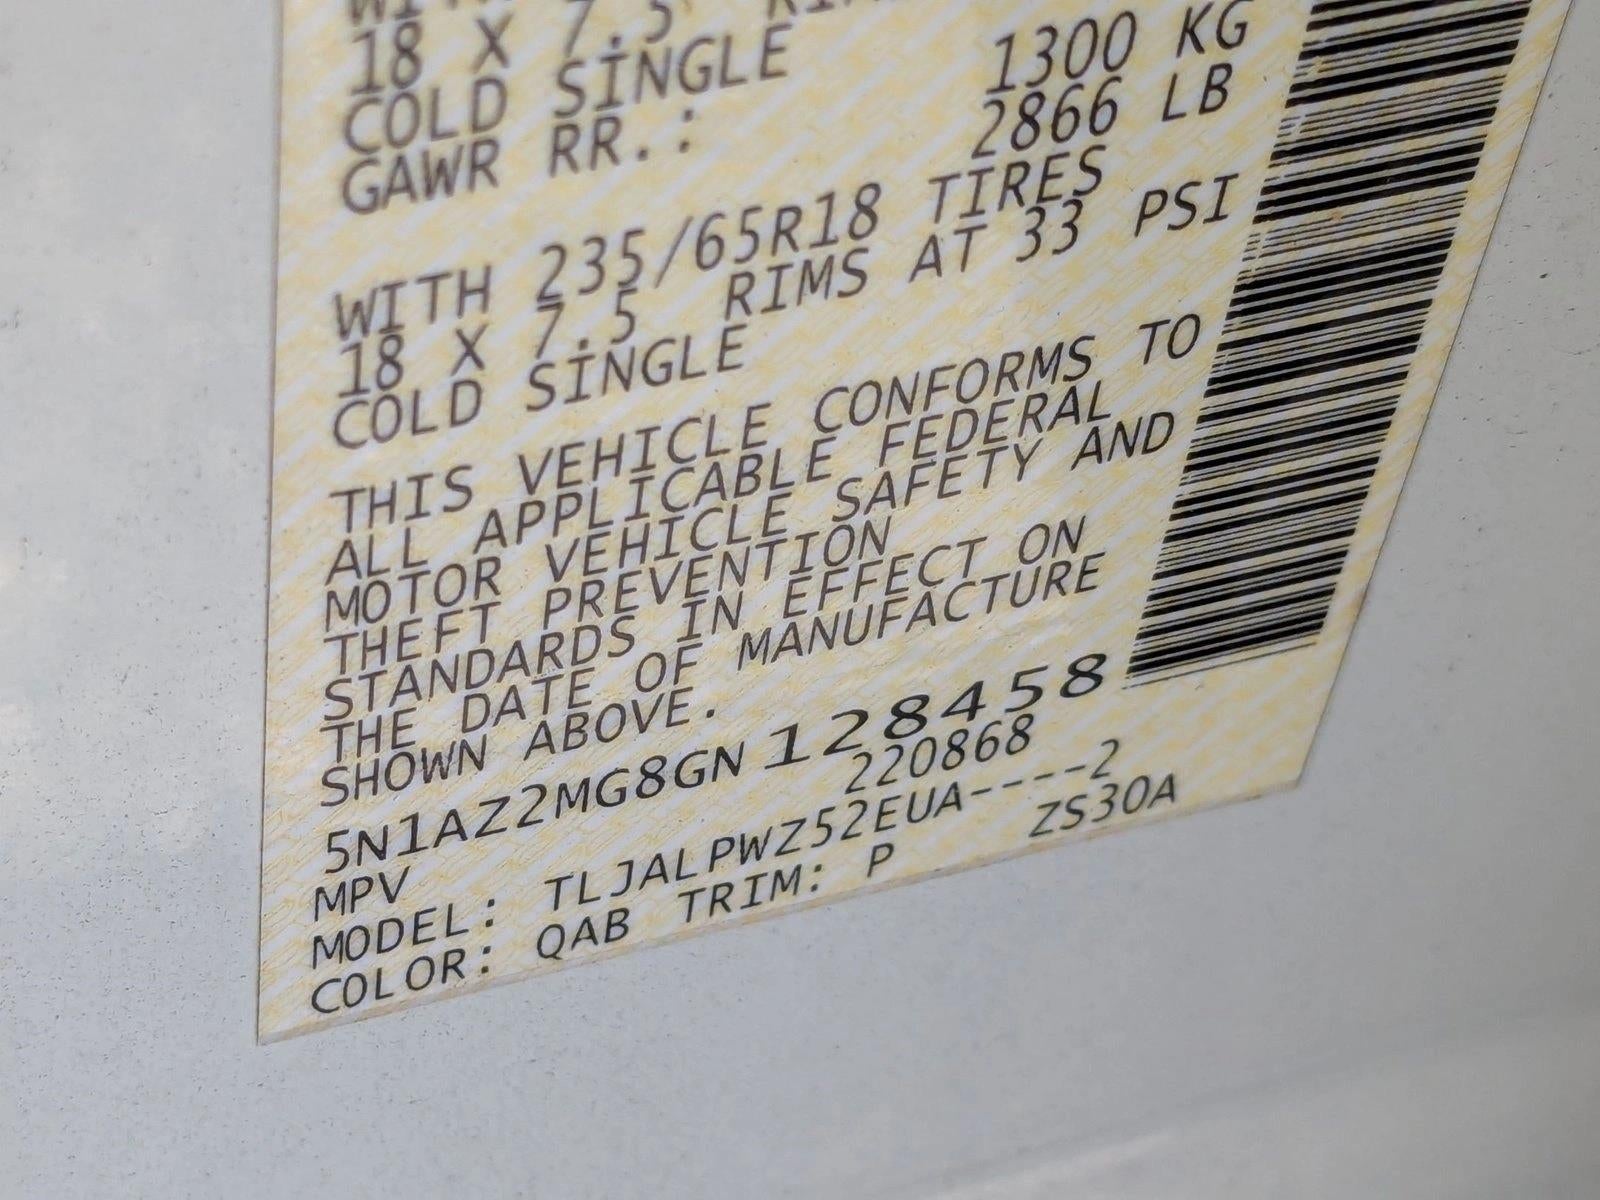 WITH
18 X 7.5 RIMS
COLD SINGLE
GAWR RR.: 1300 KG
2866 LB
WITH 235/65R18 TIRES
18 X 7.5 RIMS AT 33 PSI
COLD SINGLE
THIS VEHICLE CONFORMS TO
ALL APPLICABLE FEDERAL
MOTOR VEHICLE SAFETY AND
THEFT PREVENTION
STANDARDS IN EFFECT ON
THE DATE OF MANUFACTURE
SHOWN ABOVE.
5N1AZ2MG8GN128458
MPV 220868
MODEL: TLJALPWZ52EUA----2
COLOR: QAB TRIM: P ZS30A